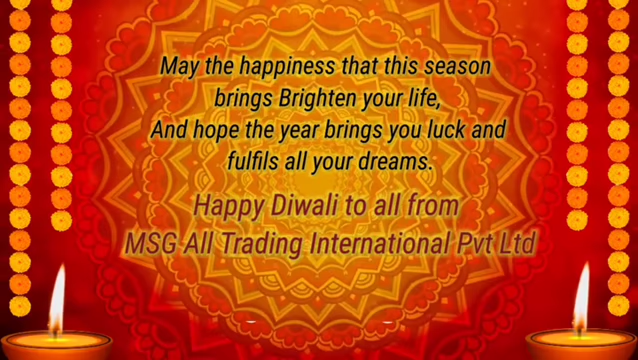 May the happiness that this season
brings Brighten your life,
And hope the year brings you luck and
fulfils all your dreams.
Happy Diwali to all from
MSG All Trading International Pvt Ltd